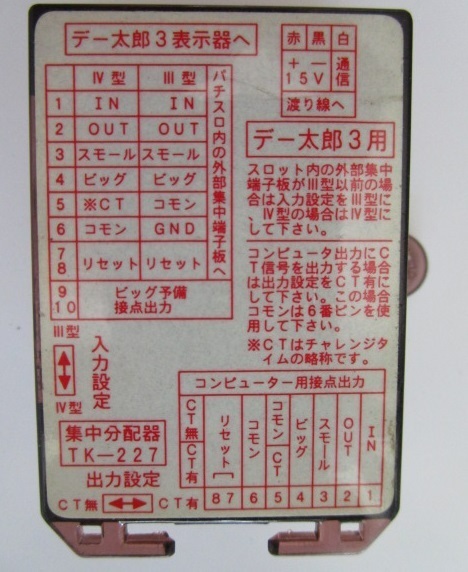 デー太郎3表示器へ
赤 黒 白
+ − 通信
15V
渡り線へ
IV型 III型
1 IN IN
2 OUT OUT
3 スモール スモール
4 ビッグ ビッグ
5 ※CT コモン
6 コモン GND
7 8 リセット リセット
9 10 ビッグ予備接点出力
パチスロ内の外部集中端子板へ
デー太郎3用
スロット内の外部集中
端子板がIII型以前の場
合は入力設定をIII型に
、IV型の場合はIV型に
して下さい。
コンピュータ出力にC
T信号を出力する場合
は出力設定をCT有に
して下さい。この場合
コモンは6番ピンを使
用して下さい。
※CTはチャレンジタ
イムの略称です。
III型
入力設定
IV型
集中分配器
TK−227
出力設定
CT無 CT有
コンピューター用接点出力
CT無 リセット コモン コモン ビッグ スモール OUT IN
CT有 CT
87 6 5 4 3 2 1